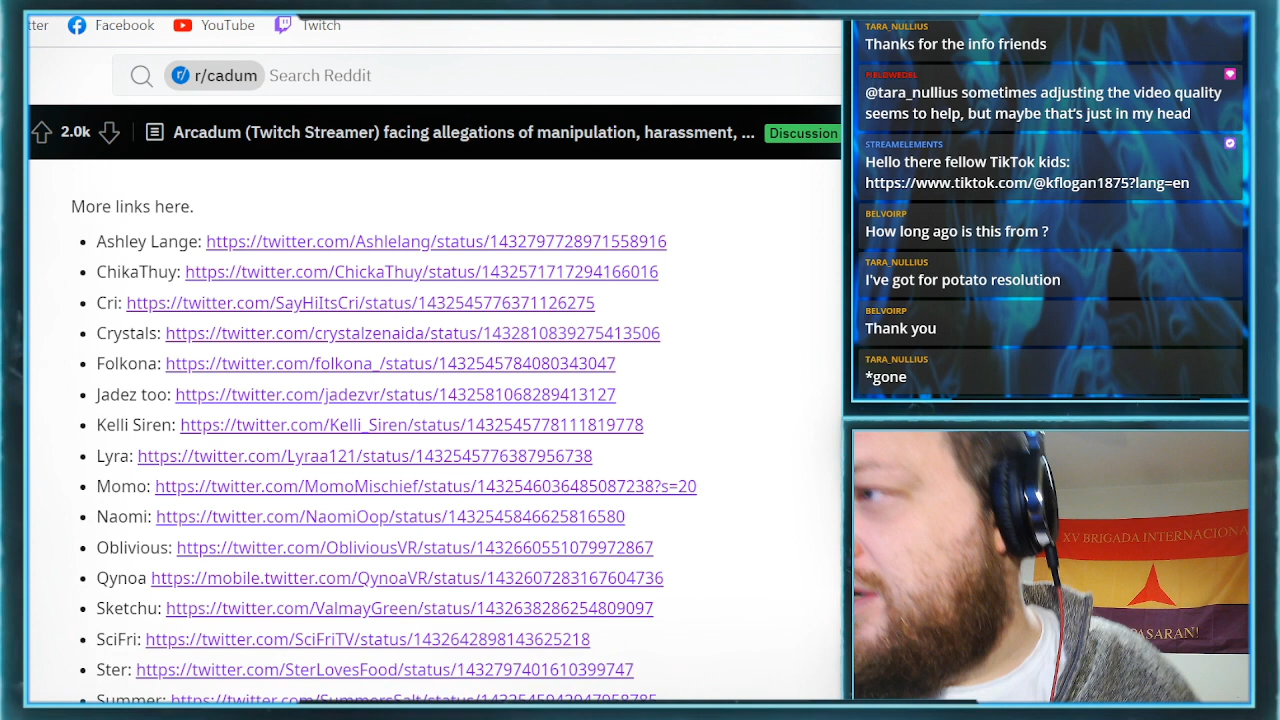 tter Facebook YouTube Twitch
r/cadum Search Reddit
2.0k Arcadum (Twitch Streamer) facing allegations of manipulation, harassment, ... Discussion
More links here.
Ashley Lange: https://twitter.com/Ashlelang/status/1432797728971558916
ChikaThuy: https://twitter.com/ChickaThuy/status/1432571717294166016
Cri: https://twitter.com/SayHiItsCri/status/1432545776371126275
Crystals: https://twitter.com/crystalzenaida/status/1432810839275413506
Folkona: https://twitter.com/folkona_/status/1432545784080343047
Jadez too: https://twitter.com/jadezvr/status/1432581068289413127
Kelli Siren: https://twitter.com/Kelli_Siren/status/1432545778111819778
Lyra: https://twitter.com/Lyraa121/status/1432545776387956738
Momo: https://twitter.com/MomoMischief/status/1432546036485087238?s=20
Naomi: https://twitter.com/NaomiOop/status/1432545846625816580
Oblivious: https://twitter.com/ObliviousVR/status/1432660551079972867
Qynoa https://mobile.twitter.com/QynoaVR/status/1432607283167604736
Sketchu: https://twitter.com/ValmayGreen/status/1432638286254809097
SciFri: https://twitter.com/SciFriTV/status/1432642898143625218
Ster: https://twitter.com/SterLovesFood/status/1432797401610399747
Summer:
TARA_NULLIUS
Thanks for the info friends
FIELDWEDEL
@tara_nullius sometimes adjusting the video quality
seems to help, but maybe that's just in my head
STREAMELEMENTS
Hello there fellow TikTok kids:
https://www.tiktok.com/@kflogan1875?lang=en
BELVOIRP
How long ago is this from ?
TARA_NULLIUS
I've got for potato resolution
BELVOIRP
Thank you
TARA_NULLIUS
*gone
XV BRIGADA INTERNACIONA
PASARAN!